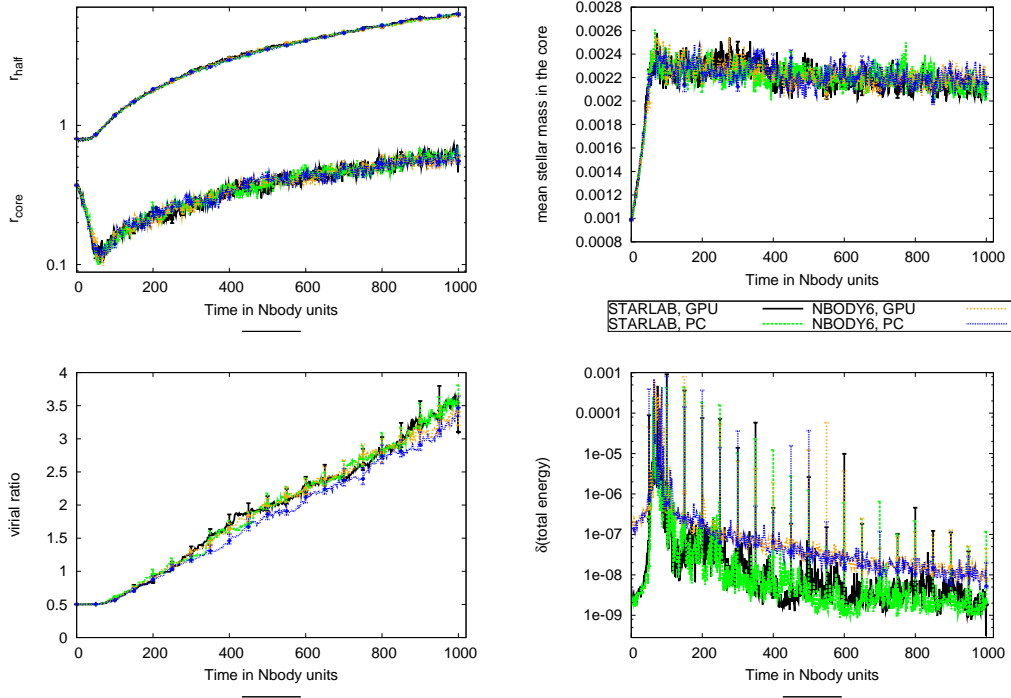 r_half
r_core
1
0.1
0 200 400 600 800 1000
Time in Nbody units
mean stellar mass in the core
0.0026
0.0024
0.0022
0.002
0.0018
0.0016
0.0014
0.0012
0.001
0.0008
0 200 400 600 800 1000
Time in Nbody units
STARLAB, GPU NBODY6, GPU
STARLAB, PC NBODY6, PC
virial ratio
4
3.5
3
2.5
2
1.5
1
0.5
0
0 200 400 600 800 1000
Time in Nbody units
δ(total energy)
0.001
0.0001
1e-05
1e-06
1e-07
1e-08
1e-09
0 200 400 600 800 1000
Time in Nbody units